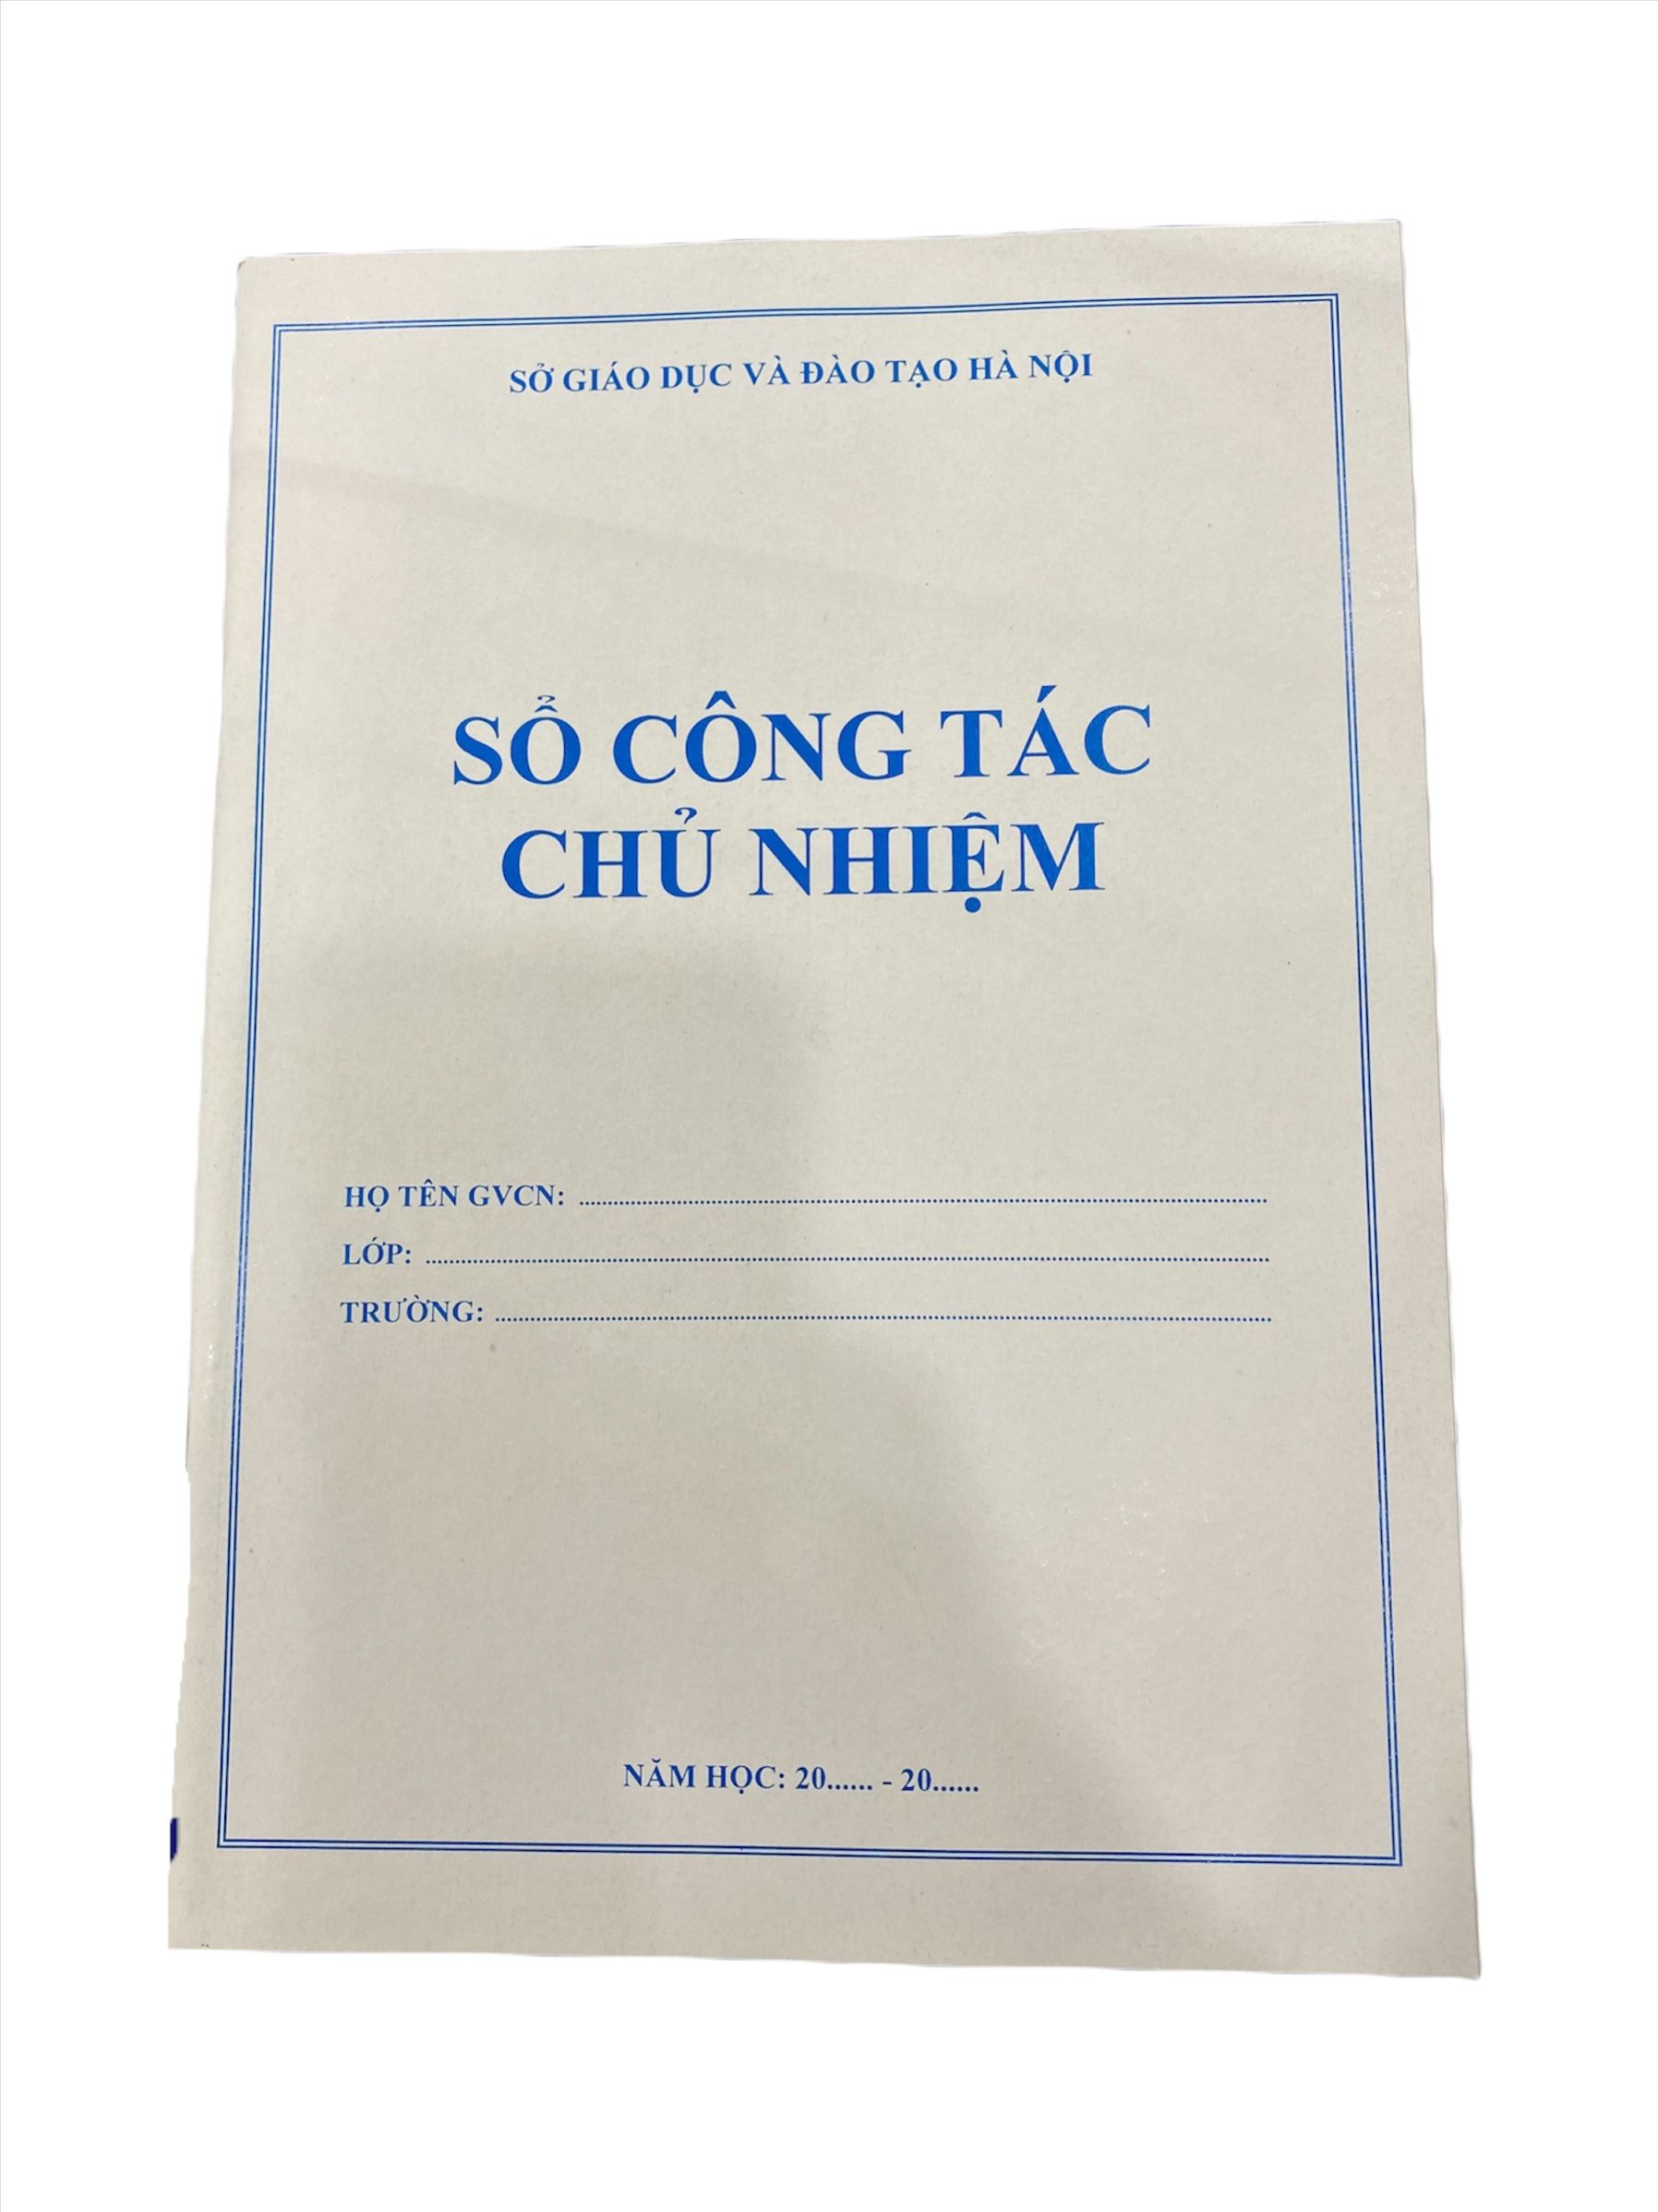 SỞ GIÁO DỤC VÀ ĐÀO TẠO HÀ NỘI
SỔ CÔNG TÁC
CHỦ NHIỆM
HỌ TÊN GVCN: ........................................................................................................................
LỚP: ...................................................................................................................................................
TRƯỜNG: ........................................................................................................................................
NĂM HỌC: 20...... - 20......